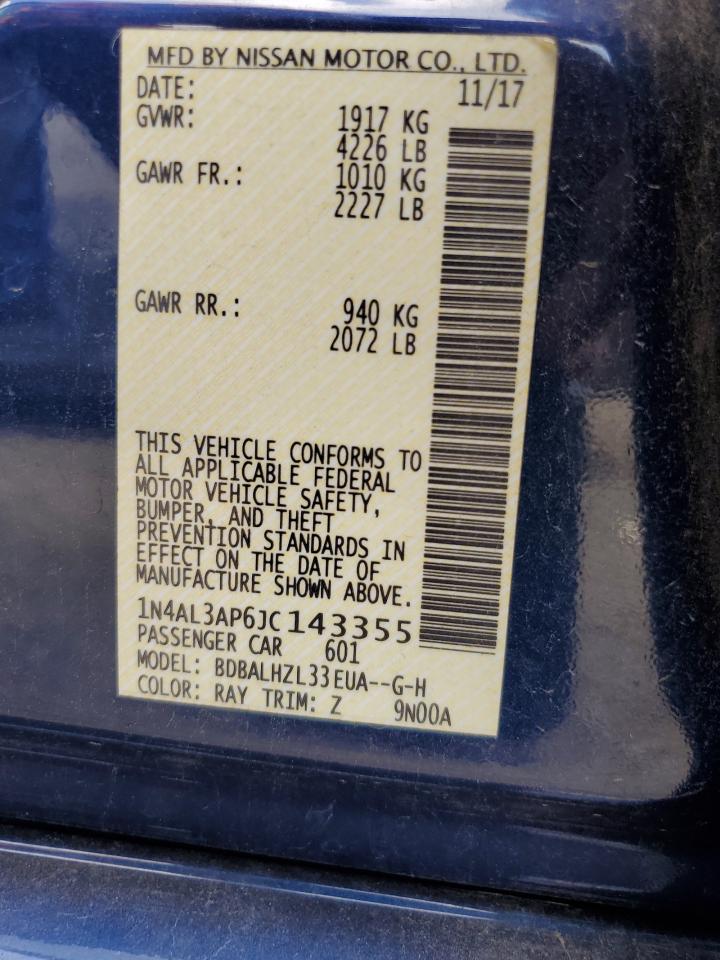 MFD BY NISSAN MOTOR CO., LTD.
DATE: 11/17
GVWR: 1917 KG
4226 LB
GAWR FR.: 1010 KG
2227 LB
GAWR RR.: 940 KG
2072 LB
THIS VEHICLE CONFORMS TO
ALL APPLICABLE FEDERAL
MOTOR VEHICLE SAFETY,
BUMPER, AND THEFT
PREVENTION STANDARDS IN
EFFECT ON THE DATE OF
MANUFACTURE SHOWN ABOVE.
1N4AL3AP6JC143355
PASSENGER CAR 601
MODEL: BDBALHZL33EUA--G-H
COLOR: RAY TRIM: Z 9N00A